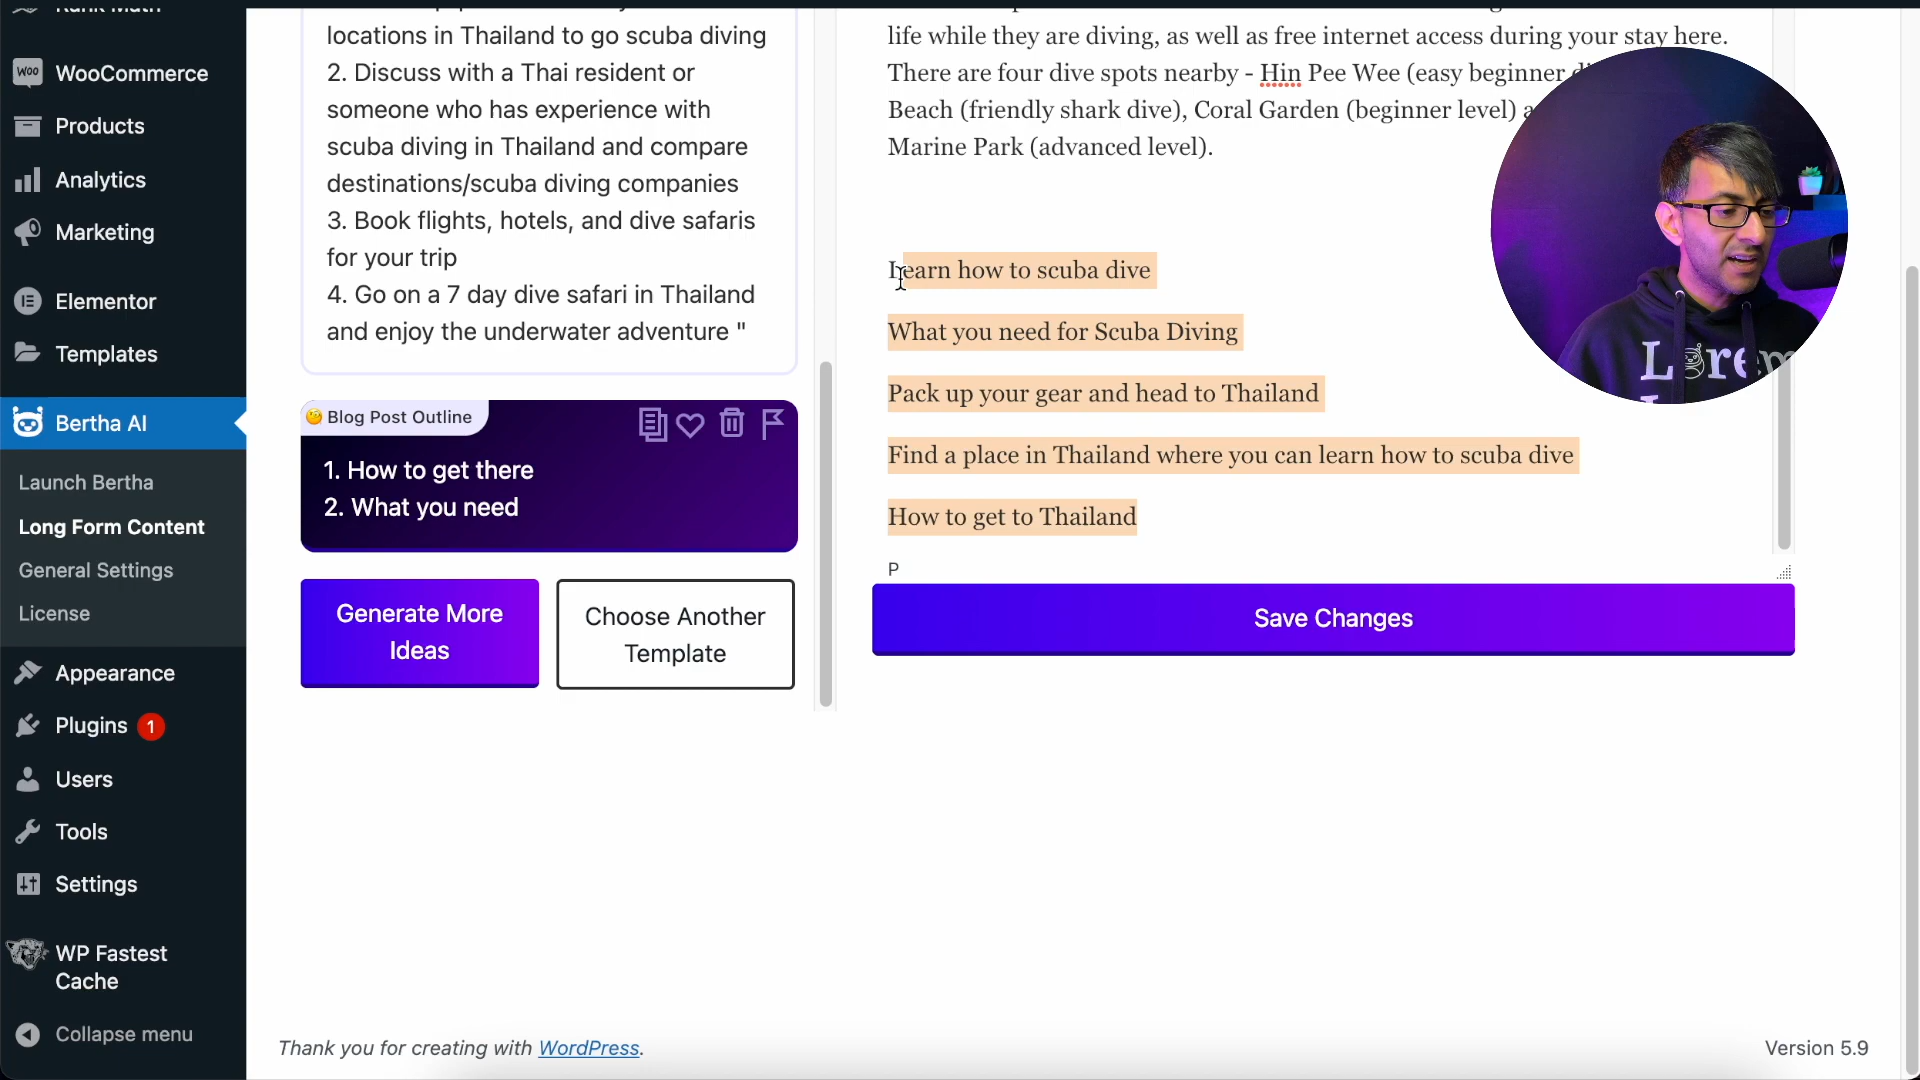 WooCommerce
Products
Analytics
Marketing
Elementor
Templates
Bertha AI
Launch Bertha
Long Form Content
General Settings
License
Appearance
Plugins 1
Users
Tools
Settings
WP Fastest
Cache
Collapse menu
locations in Thailand to go scuba diving
2. Discuss with a Thai resident or
someone who has experience with
scuba diving in Thailand and compare
destinations/scuba diving companies
3. Book flights, hotels, and dive safaris
for your trip
4. Go on a 7 day dive safari in Thailand
and enjoy the underwater adventure "
Blog Post Outline
1. How to get there
2. What you need
Generate More
Ideas
Choose Another
Template
life while they are diving, as well as free internet access during your stay here.
There are four dive spots nearby - Hin Pee Wee (easy beginner
Beach (friendly shark dive), Coral Garden (beginner level)
Marine Park (advanced level).
Learn how to scuba dive
What you need for Scuba Diving
Pack up your gear and head to Thailand
Find a place in Thailand where you can learn how to scuba dive
How to get to Thailand
P
Save Changes
Lorem
Thank you for creating with WordPress.
Version 5.9